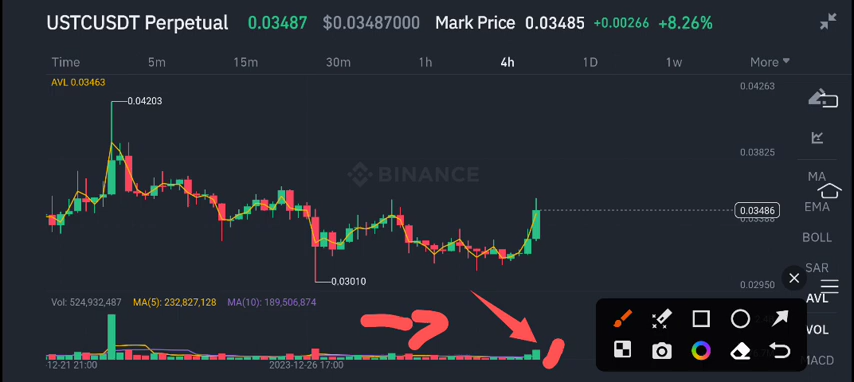 USTCUSDT Perpetual 0.03487 $0.03487000 Mark Price 0.03485 +0.00266 +8.26%
Time 5m 15m 30m 1h 4h 1D 1w More
AVL 0.03463
0.04263
0.04203
0.03825
BINANCE
MA
0.03486
EMA
BOLL
SAR
0.03010
0.02950
AVL
Vol: 524,932,487 MA(5): 232,827,128 MA(10): 189,506,874
VOL
MACD
-12-21 21:00 2023-12-26 17:00